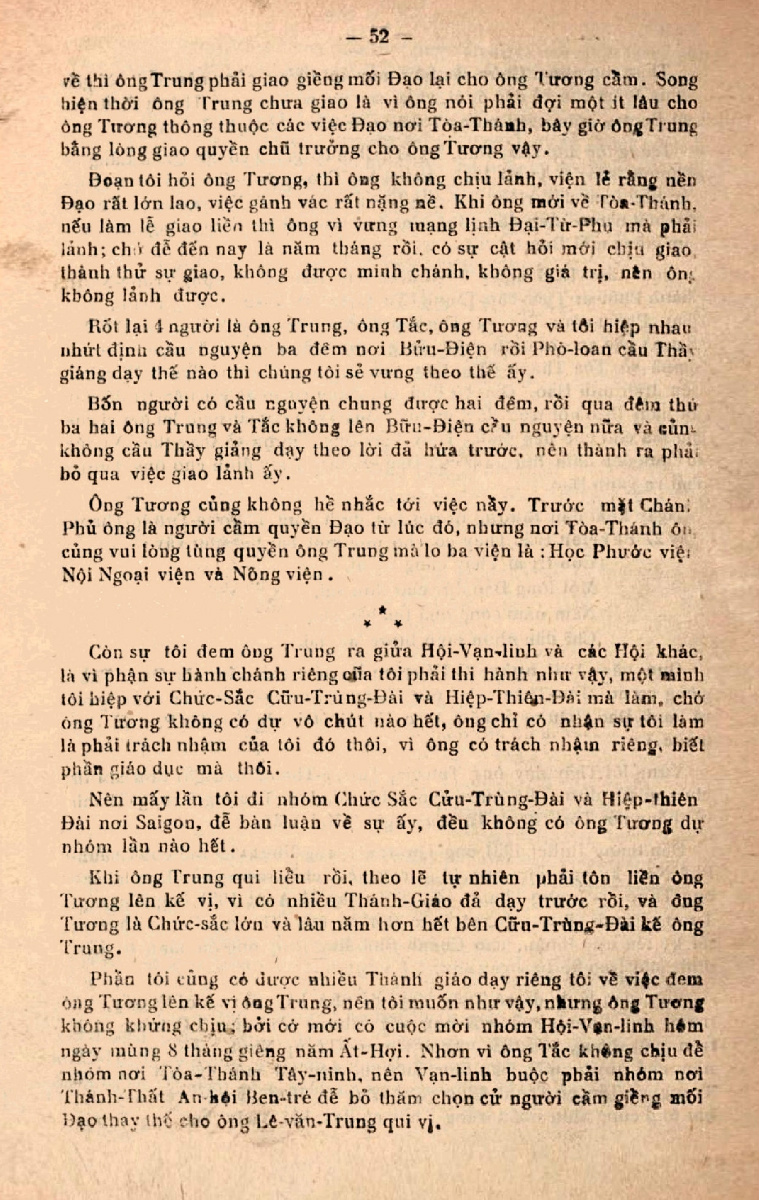 — 52 —
về thì ông Trung phải giao giềng mối Đạo lại cho ông Tương cầm. Song
hiện thời ông Trung chưa giao là vì ông nói phải đợi một ít lâu cho
ông Tương thông thuộc các việc Đạo nơi Tòa-Thánh, bây giờ ông Trung
bằng lòng giao quyền chũ trưởng cho ông Tương vậy.
Đoạn tôi hỏi ông Tương, thì ông không chịu lảnh, viện lẻ rằng nền
Đạo rất lớn lao, việc gánh vác rất nặng nề. Khi ông mới về Tòa-Thánh,
nếu làm lễ giao liền thì ông vì vưng mạng lịnh Đại-Từ-Phụ mà phải
lảnh; chớ để đến nay là năm tháng rồi, có sự cật hỏi mới chịu giao
thành thử sự giao, không được minh chánh, không giá trị, nên ông
không lảnh được.
Rốt lại 4 người là ông Trung, ông Tắc, ông Tương và tôi hiệp nhau
nhứt định cầu nguyện ba đêm nơi Bửu-Điện rồi Phò-loan cầu Thầy
giáng dạy thế nào thì chúng tôi sẻ vưng theo thế ấy.
Bốn người có cầu nguyện chung được hai đêm, rồi qua đêm thứ
ba hai ông Trung và Tắc không lên Bữu-Điện cầu nguyện nữa và củng
không cầu Thầy giảng dạy theo lời đả hứa trước, nên thành ra phải
bỏ qua việc giao lảnh ấy.
Ông Tương củng không hề nhắc tới việc nầy. Trước mặt Chánh
Phủ ông là người cầm quyền Đạo từ lúc đó, nhưng nơi Tòa-Thánh ông
củng vui lòng tùng quyền ông Trung mà lo ba viện là : Học Phước viện
Nội Ngoại viện và Nông viện.
* * *
Còn sự tôi đem ông Trung ra giửa Hội-Vạn-linh và các Hội khác,
là vì phận sự hành chánh riêng của tôi phải thi hành như vậy, một mình
tôi hiệp với Chức-Sắc Cữu-Trùng-Đài và Hiệp-Thiên-Đài mà làm, chớ
ông Tương không có dự vô chút nào hết, ông chỉ có nhận sự tôi làm
là phải trách nhậm của tôi đó thôi, vì ông có trách nhậm riêng, biết
phần giáo dục mà thôi.
Nên mấy lần tôi đi nhóm Chức Sắc Cửu-Trùng-Đài và Hiệp-thiên
Đài nơi Saigon, để bàn luận về sự ấy, đều không có ông Tương dự
nhóm lần nào hết.
Khi ông Trung qui liểu rồi, theo lẽ tự nhiên phải tôn liền ông
Tương lên kế vị, vì có nhiều Thánh-Giáo đả dạy trước rồi, và ông
Tương là Chức-sắc lớn và lâu năm hơn hết bên Cữu-Trùng-Đài kế ông
Trung.
Phần tôi củng có được nhiều Thánh giáo dạy riêng tôi về việc đem
ông Tương lên kế vị ông Trung, nên tôi muốn như vậy, nhưng ông Tương
không khứng chịu; bởi cớ mới có cuộc mời nhóm Hội-Vạn-linh hôm
ngày mùng 8 tháng giêng năm Ất-Hợi. Nhơn vì ông Tắc không chịu để
nhóm nơi Tòa-Thánh Tây-ninh, nên Vạn-linh buộc phải nhóm nơi
Thánh-Thất An-hội Ben-tré để bỏ thăm chọn cử người cầm giềng mối
Đạo thay thế cho ông Lê-văn-Trung qui vị.